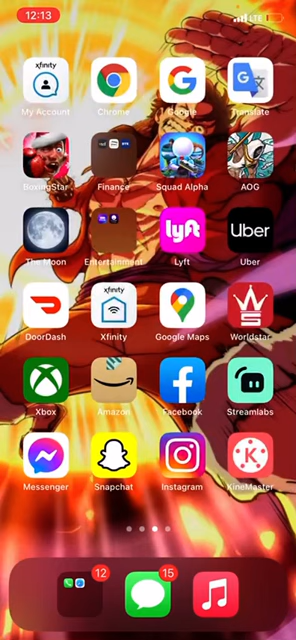 12:13 LTE
xfinity
My Account Chrome Google Translate
BoxingStar Finance Squad Alpha AOG
lyft Uber
The Moon Entertainment Lyft Uber
xfinity
DoorDash Xfinity Google Maps Worldstar
Xbox Amazon Facebook Streamlabs
Messenger Snapchat Instagram KineMaster
12 15